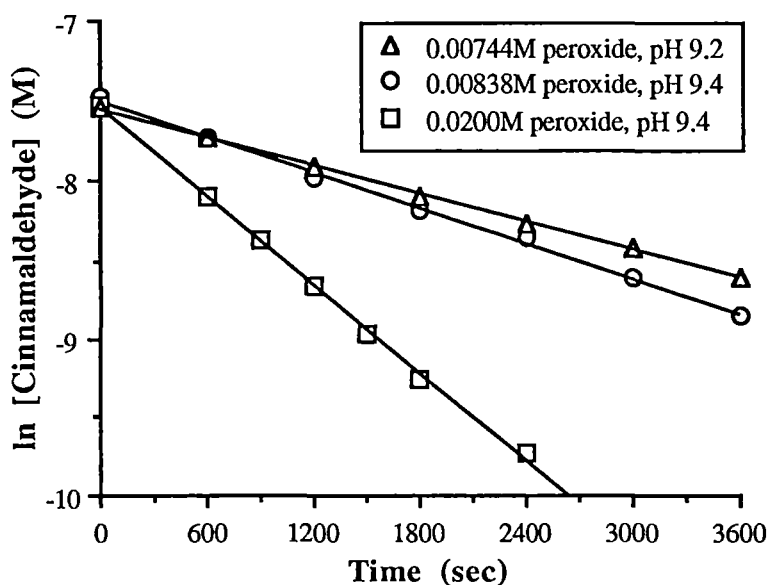 -7
0.00744M peroxide, pH 9.2
0.00838M peroxide, pH 9.4
0.0200M peroxide, pH 9.4
-8
-9
-10
ln [Cinnamaldehyde] (M)
0 600 1200 1800 2400 3000 3600
Time (sec)